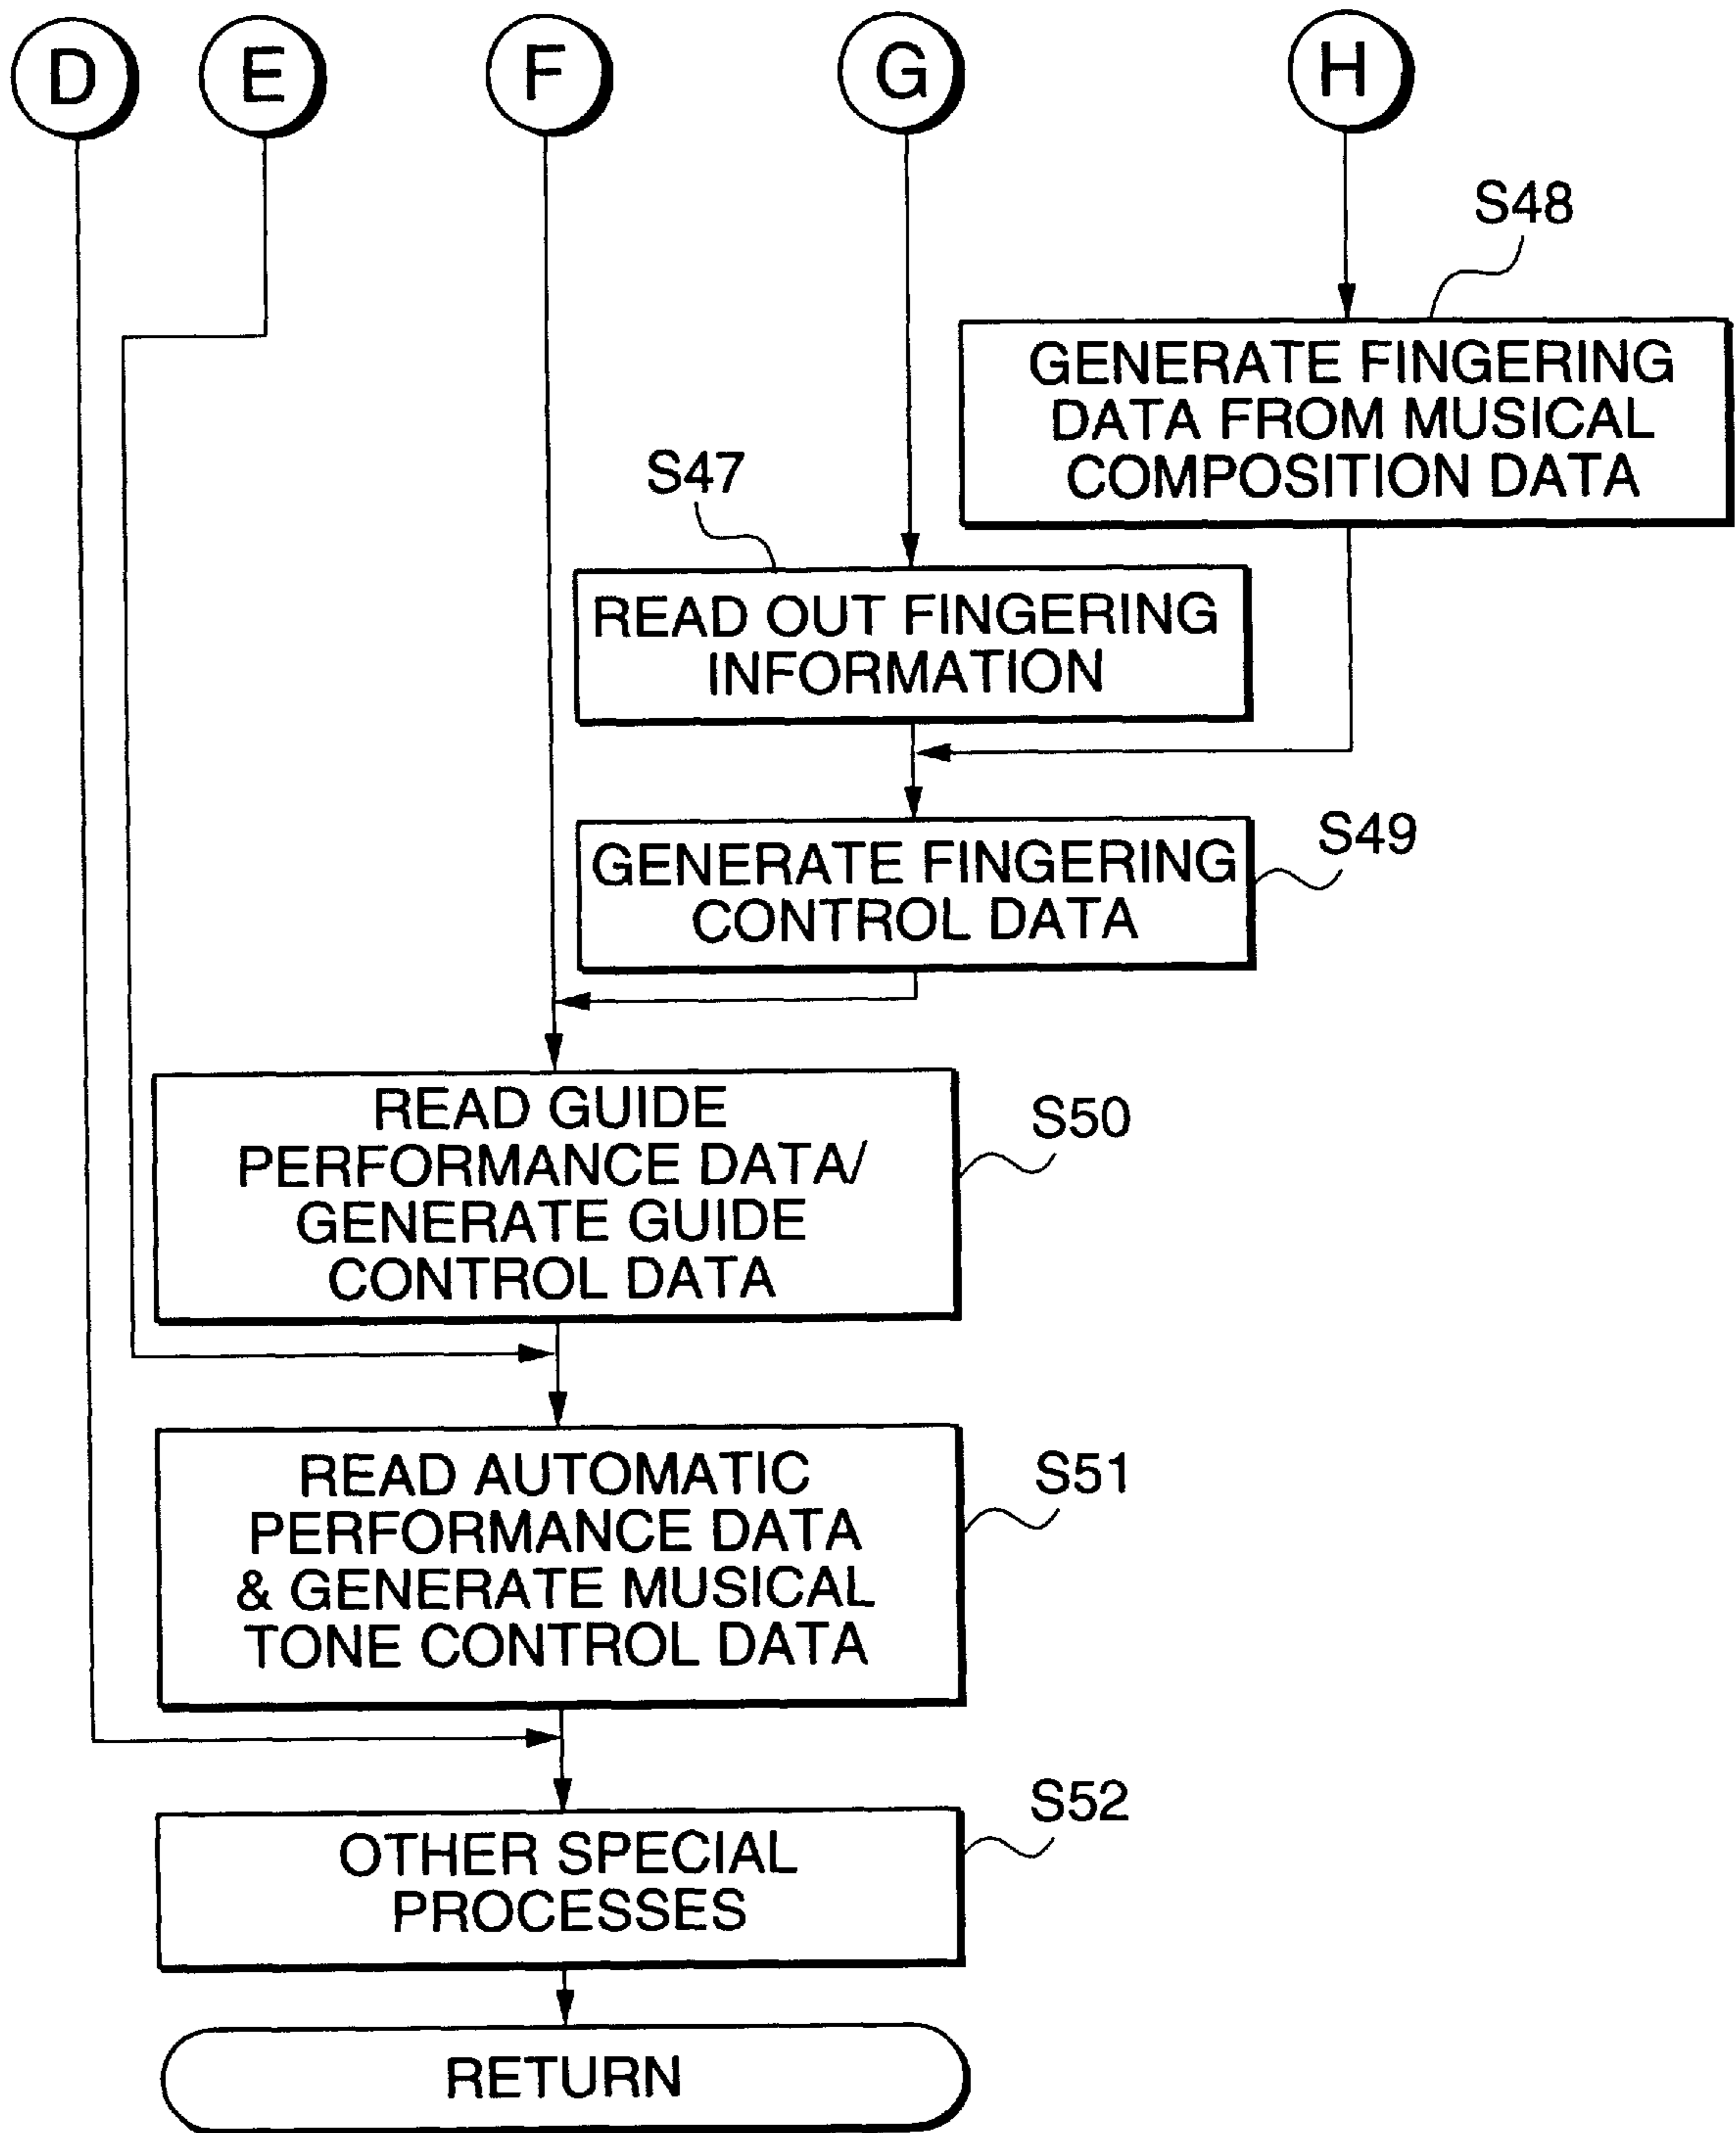 D E F G H
S48
GENERATE FINGERING
DATA FROM MUSICAL
COMPOSITION DATA
S47
READ OUT FINGERING
INFORMATION
S49
GENERATE FINGERING
CONTROL DATA
READ GUIDE
PERFORMANCE DATA/
GENERATE GUIDE
CONTROL DATA
S50
READ AUTOMATIC
PERFORMANCE DATA
& GENERATE MUSICAL
TONE CONTROL DATA
S51
OTHER SPECIAL
PROCESSES
S52
RETURN